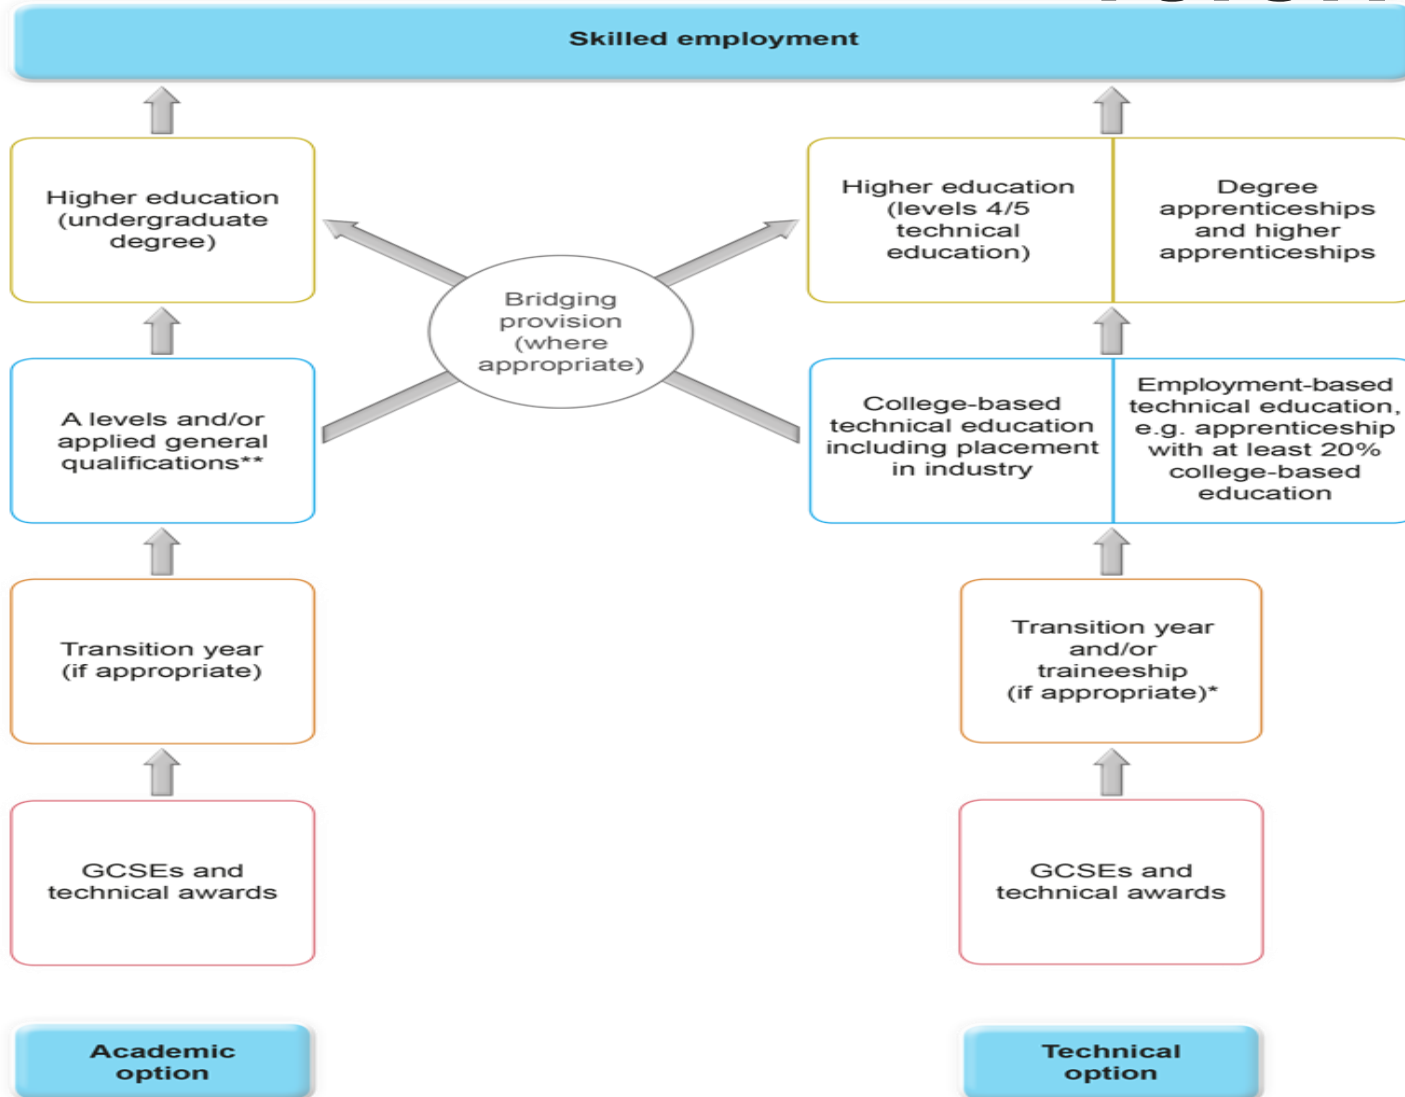 Skilled employment
Higher education
(undergraduate
degree)
Higher education
(levels 4/5
technical
education)
Degree
apprenticeships
and higher
apprenticeships
Bridging
provision
(where
appropriate)
A levels and/or
applied general
qualifications**
College-based
technical education
including placement
in industry
Employment-based
technical education,
e.g. apprenticeship
with at least 20%
college-based
education
Transition year
(if appropriate)
Transition year
and/or
traineeship
(if appropriate)*
GCSEs and
technical awards
GCSEs and
technical awards
Academic
option
Technical
option